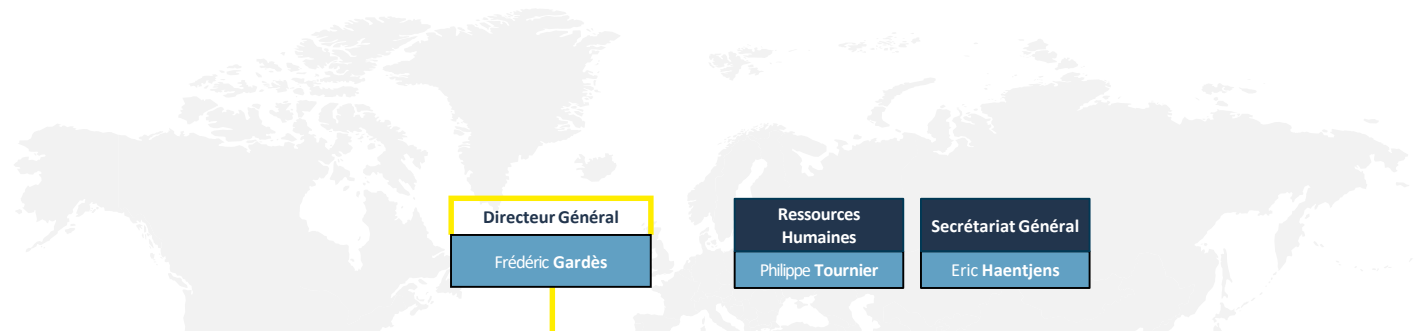 Directeur Général
Frédéric Gardès
Ressources
Humaines
Philippe Tournier
Secrétariat Général
Eric Haentjens